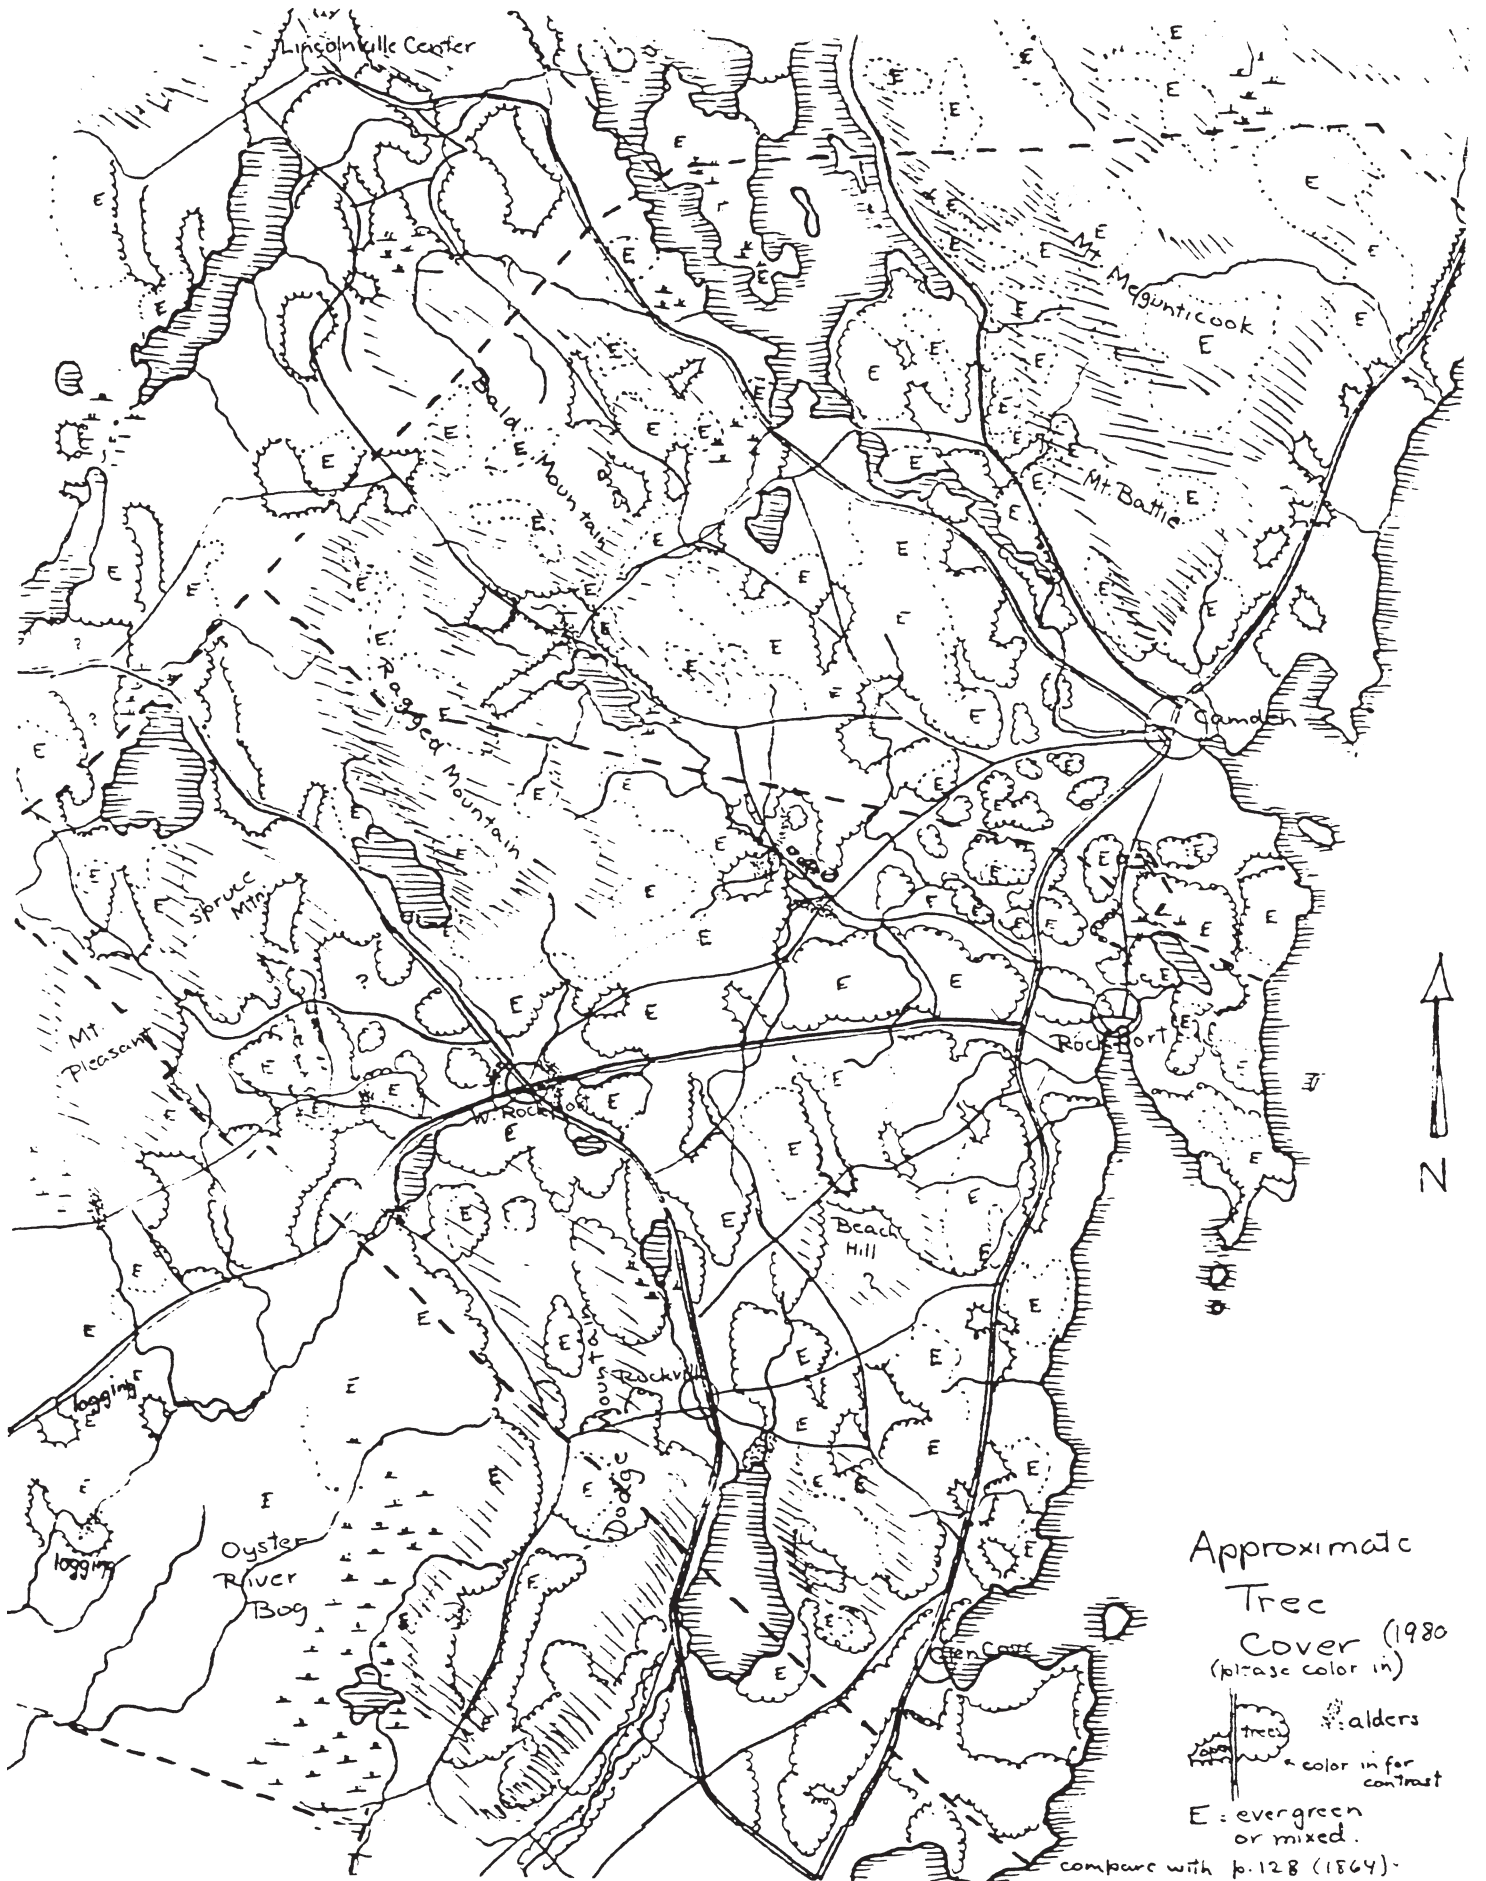 Lincolnville Center
Mt
Megunticook
Bald Mountain
Mt. Battie
Ragged Mountain
Camden
Spruce
Mtn
Mt.
Pleasant
Rockport
W. Rockport
Beach
Hill
?
Rockville
Dodge Mountain
logging
logging
Oyster
River
Bog
Glen Cove
N
Approximate
Tree
Cover (1980
(please color in)
trees
open
: alders
color in for
contrast
E = evergreen
or mixed.
compare with p. 128 (1864).